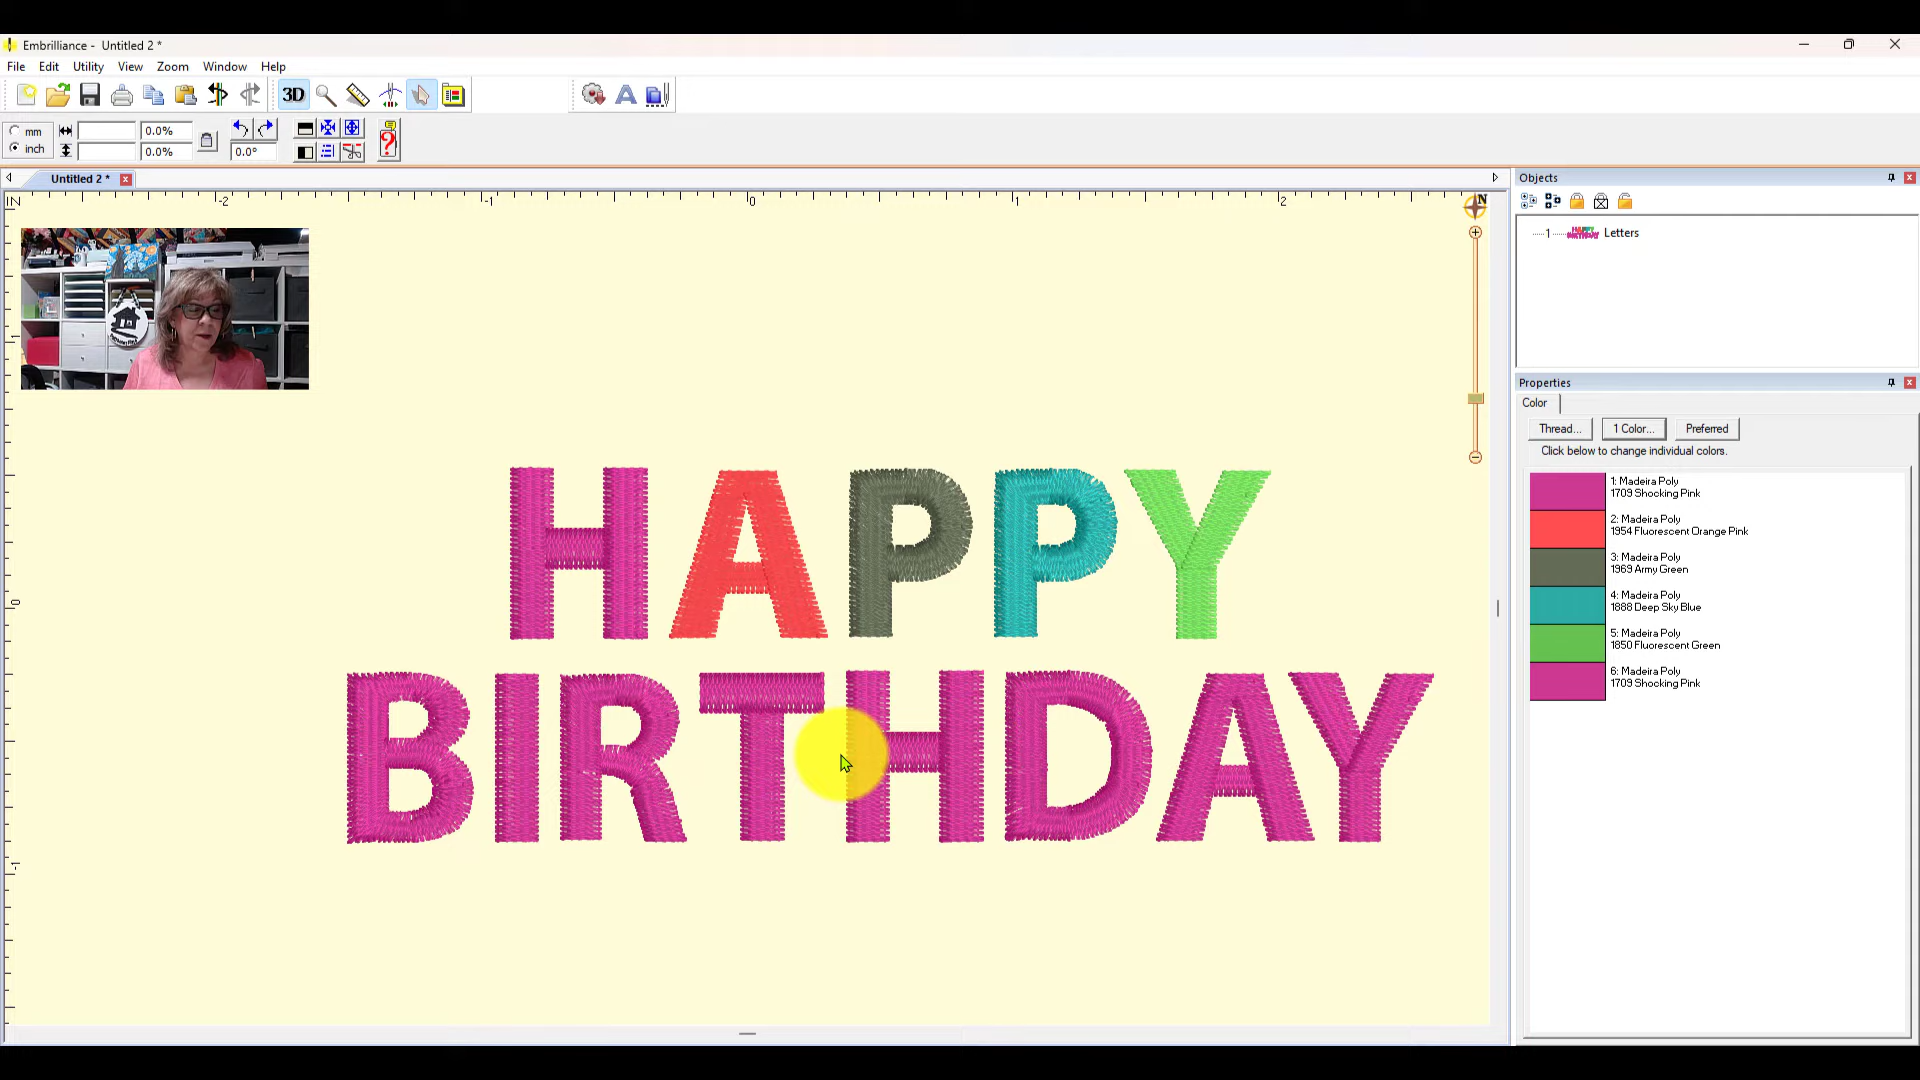 Embrilliance - Untitled 2 *
File Edit Utility View Zoom Window Help
3D
mm 0.0%
inch 0.0% 0.0°
Untitled 2 *
IN -2 -1 0 1 2
N
0
-1
HAPPY
BIRTHDAY
Objects
1 Letters
Properties
Color
Thread... 1 Color... Preferred
Click below to change individual colors.
1: Madeira Poly
1709 Shocking Pink
2: Madeira Poly
1954 Fluorescent Orange Pink
3: Madeira Poly
1969 Army Green
4: Madeira Poly
1888 Deep Sky Blue
5: Madeira Poly
1850 Fluorescent Green
6: Madeira Poly
1709 Shocking Pink